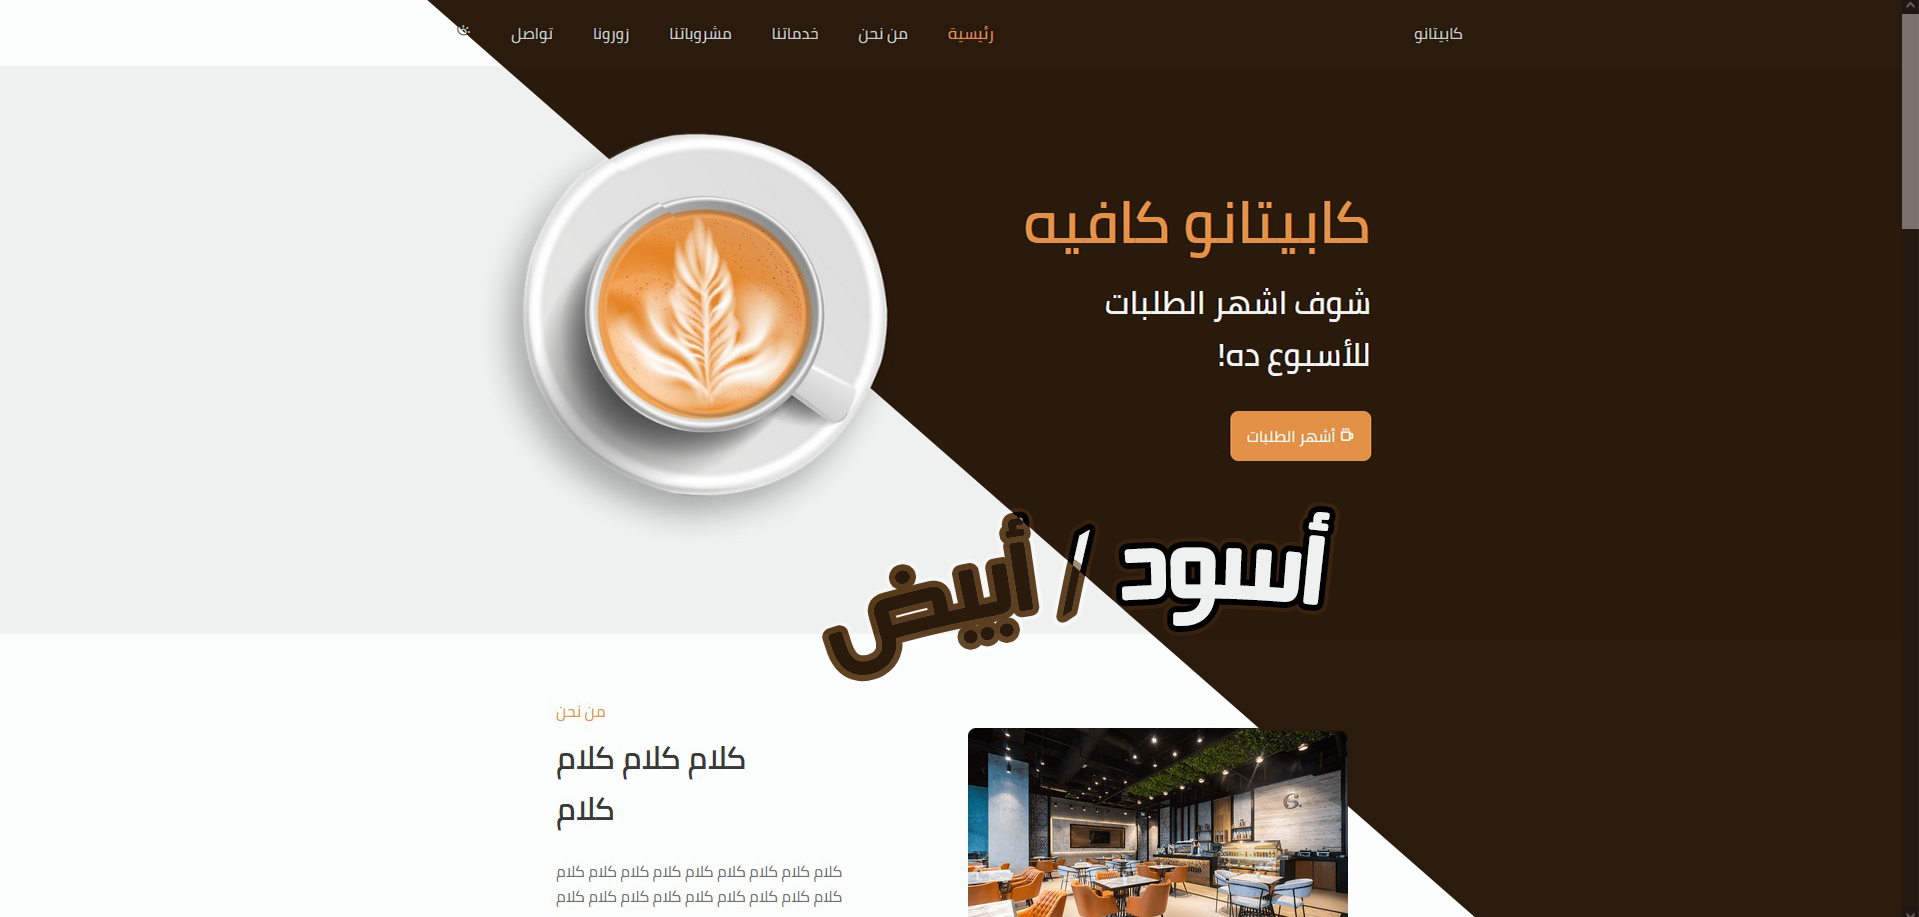 كابيتانو
رئيسية
من نحن
خدماتنا
مشروباتنا
زورونا
تواصل
كابيتانو كافيه
شوف اشهر الطلبات
للأسبوع ده!
أشهر الطلبات
أسود / أبيض
من نحن
كلام كلام كلام
كلام
كلام كلام كلام كلام كلام كلام كلام كلام كلام
كلام كلام كلام كلام كلام كلام كلام كلام كلام